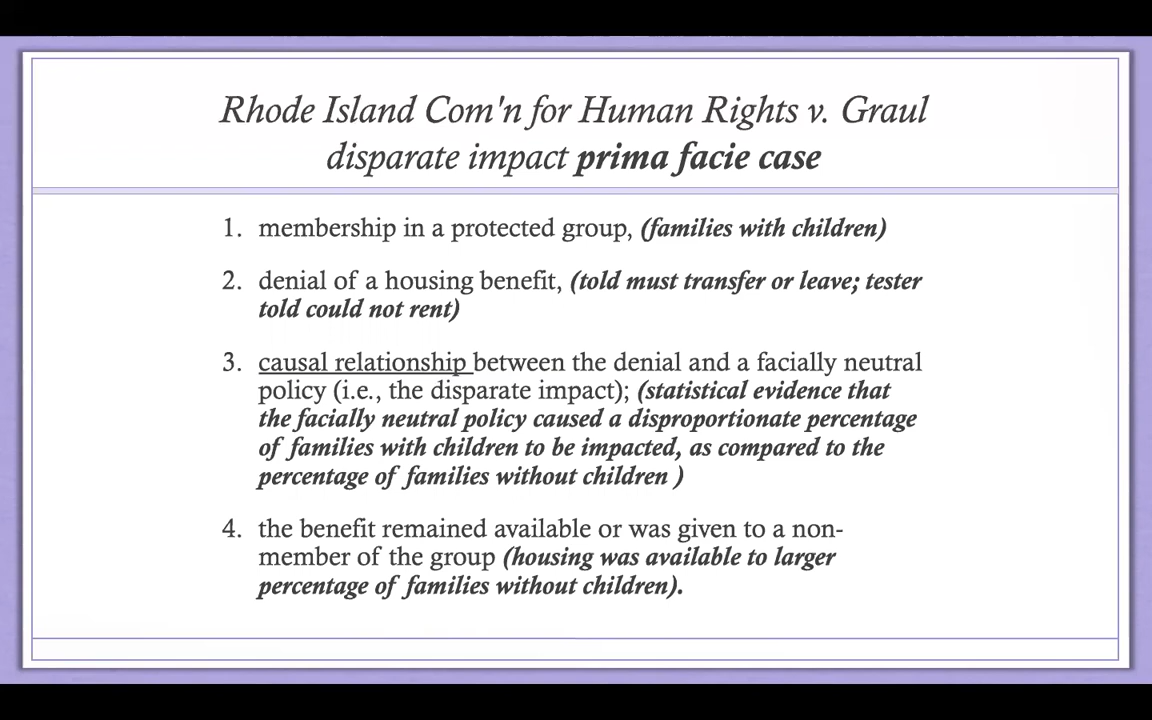 Rhode Island Com'n for Human Rights v. Graul
disparate impact prima facie case
1. membership in a protected group, (families with children)
2. denial of a housing benefit, (told must transfer or leave; tester
told could not rent)
3. causal relationship between the denial and a facially neutral
policy (i.e., the disparate impact); (statistical evidence that
the facially neutral policy caused a disproportionate percentage
of families with children to be impacted, as compared to the
percentage of families without children )
4. the benefit remained available or was given to a non-
member of the group (housing was available to larger
percentage of families without children).